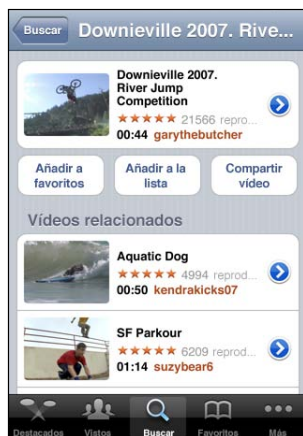 Buscar
Downieville 2007. Rive...
Downieville 2007.
River Jump
Competition
21566 repro...
00:44 garythebutcher
Añadir a
favoritos
Añadir a la
lista
Compartir
vídeo
Vídeos relacionados
Aquatic Dog
4994 reprod...
00:50 kendrakicks07
SF Parkour
6209 reprod...
01:14 suzybear6
Destacados
Vistos
Buscar
Favoritos
Más